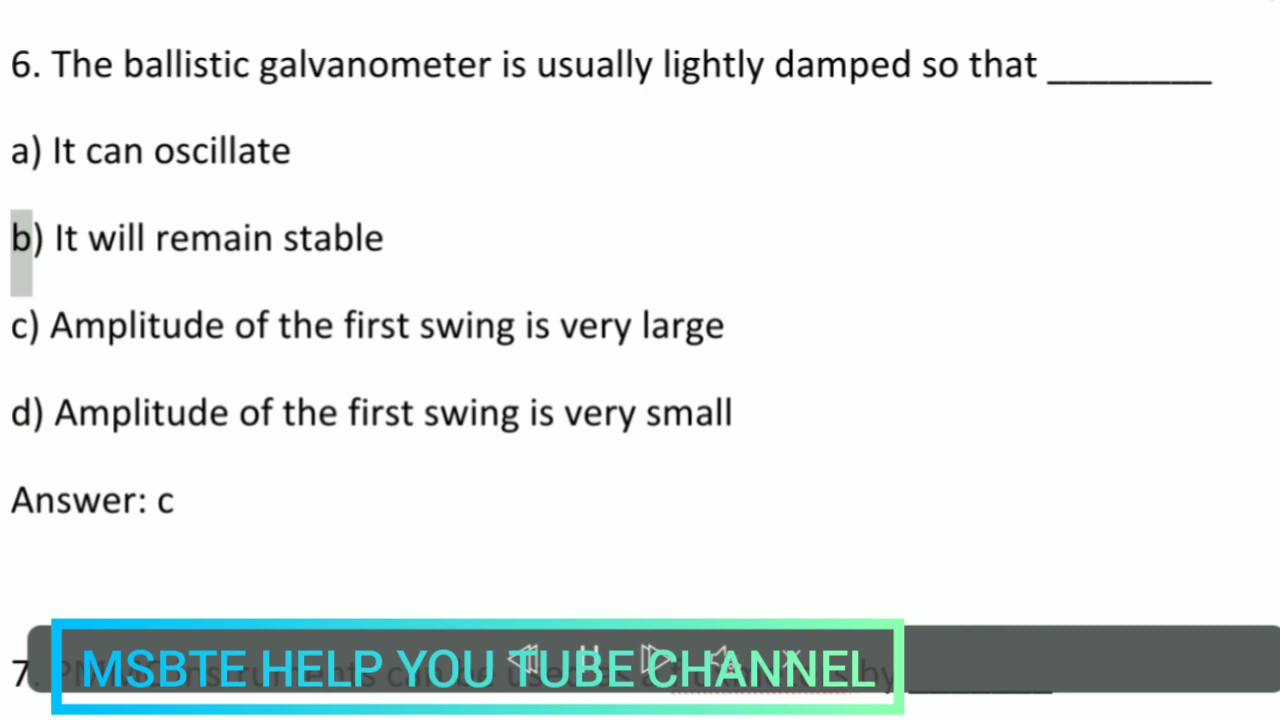 6. The ballistic galvanometer is usually lightly damped so that ________
a) It can oscillate
b) It will remain stable
c) Amplitude of the first swing is very large
d) Amplitude of the first swing is very small
Answer: c
7.
MSBTE HELP YOU TUBE CHANNEL